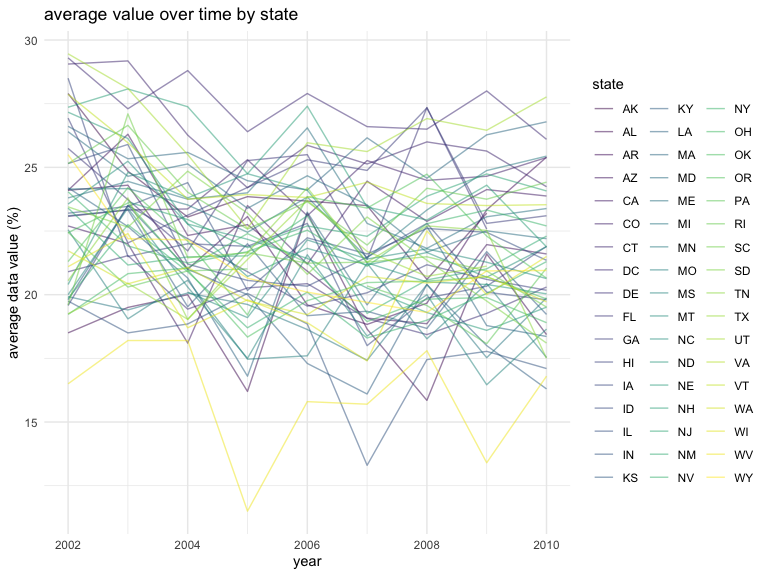 average value over time by state
30
25
20
15
average data value (%)
2002 2004 2006 2008 2010
year
state
AK KY NY
AL LA OH
AR MA OK
AZ MD OR
CA ME PA
CO MI RI
CT MN SC
DC MO SD
DE MS TN
FL MT TX
GA NC UT
HI ND VA
IA NE VT
ID NH WA
IL NJ WI
IN NM WV
KS NV WY